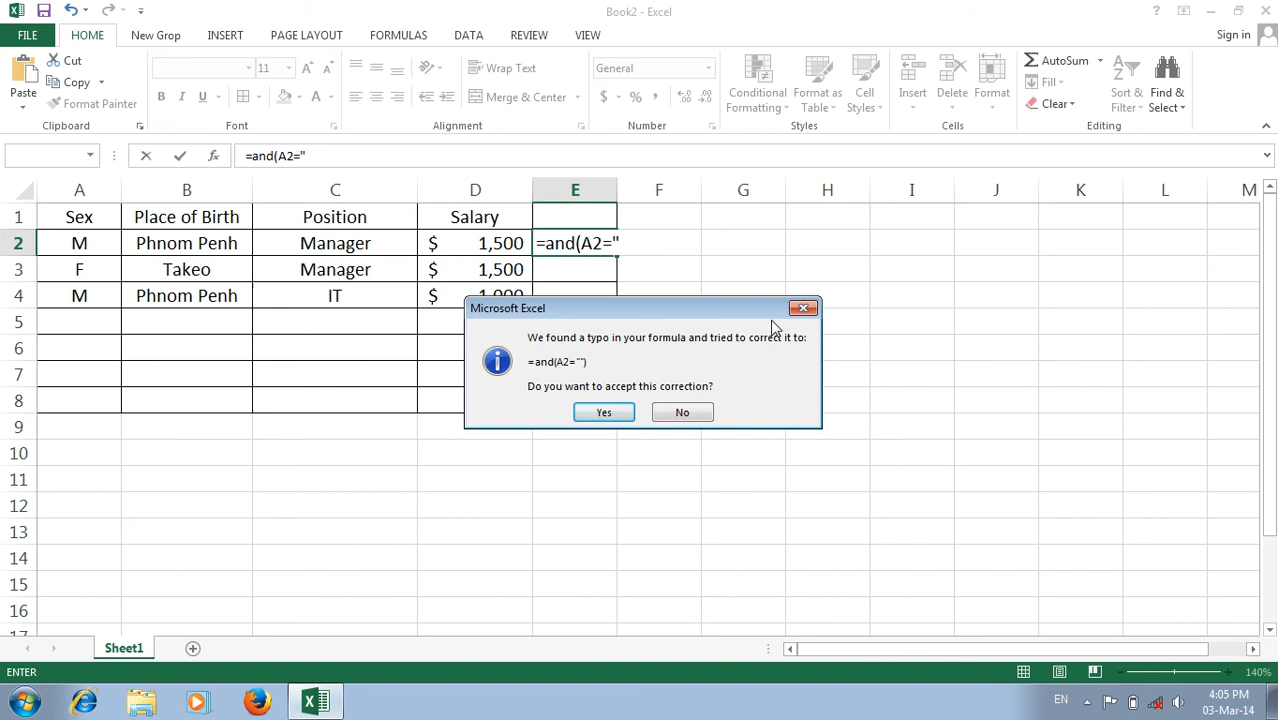 Book2 - Excel
FILE HOME New Grop INSERT PAGE LAYOUT FORMULAS DATA REVIEW VIEW Sign in
Paste
Cut
Copy
Format Painter
Clipboard
11
B I U A
Font
Wrap Text
Merge & Center
Alignment
General
$ % ,
Number
Conditional Formatting
Format as Table
Cell Styles
Styles
Insert
Delete
Format
Cells
AutoSum
Fill
Clear
Sort & Filter
Find & Select
Editing
fx =and(A2="
A B C D E F G H I J K L M
1 Sex Place of Birth Position Salary
2 M Phnom Penh Manager $ 1,500 =and(A2="
3 F Takeo Manager $ 1,500
4 M Phnom Penh IT $ 1,000
5
6
7
8
9
10
11
12
13
14
15
16
17
Microsoft Excel
We found a typo in your formula and tried to correct it to:
=and(A2="")
Do you want to accept this correction?
Yes No
Sheet1
ENTER 140%
EN 4:05 PM
03-Mar-14